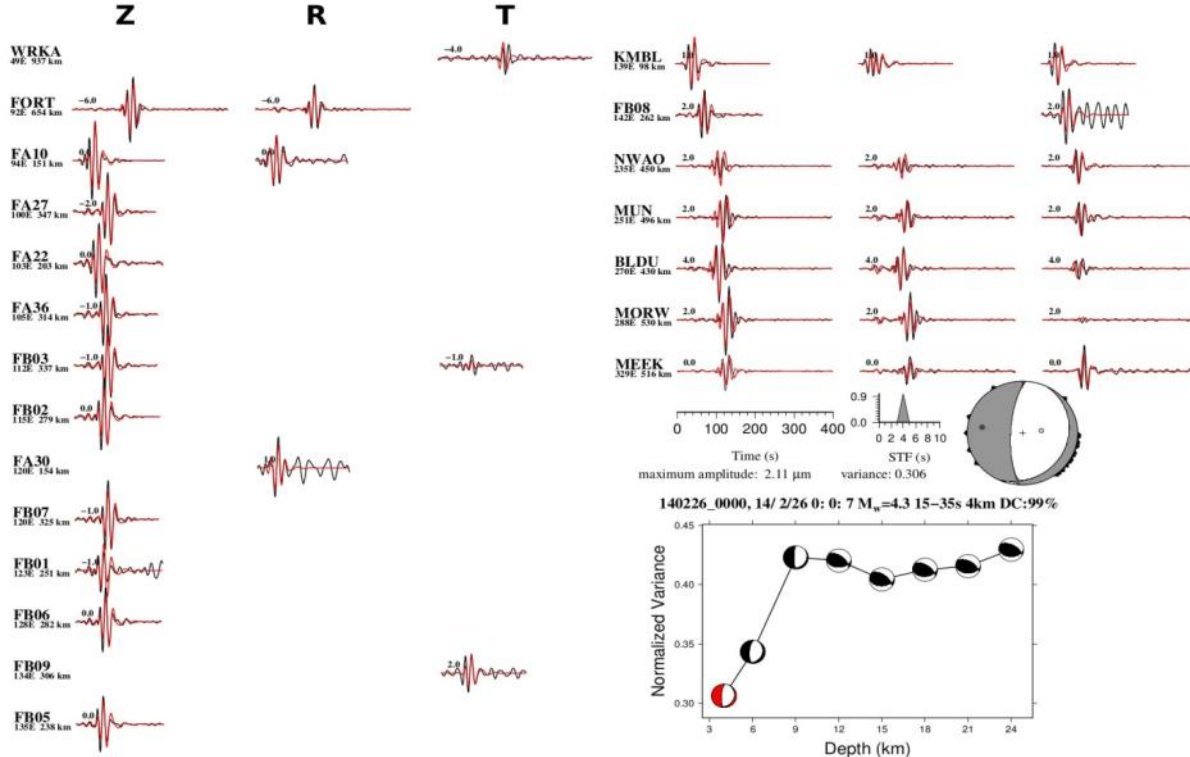 Z R T
WRKA
49E 937 km
-4.0
FORT
92E 654 km
-6.0
-6.0
FA10
94E 151 km
0.0
0.0
FA27
100E 347 km
-2.0
FA22
103E 203 km
0.0
FA36
105E 314 km
-1.0
FB03
112E 337 km
-1.0
-1.0
FB02
115E 279 km
0.0
FA30
120E 154 km
1.0
FB07
120E 325 km
-1.0
FB01
123E 251 km
-1.0
FB06
128E 282 km
0.0
FB09
134E 306 km
2.0
FB05
135E 238 km
0.0
KMBL
139E 98 km
1.0
1.0
1.0
FB08
142E 262 km
2.0
2.0
NWAO
235E 450 km
2.0
2.0
2.0
MUN
251E 496 km
2.0
2.0
2.0
BLDU
270E 430 km
4.0
4.0
4.0
MORW
288E 530 km
2.0
2.0
2.0
MEEK
329E 516 km
0.0
0.0
0.0
0 100 200 300 400
Time (s)
0.9
0.0
0 2 4 6 8 10
STF (s)
maximum amplitude: 2.11 μm variance: 0.306
140226_0000, 14/ 2/26 0: 0: 7 Mw=4.3 15-35s 4km DC:99%
Normalized Variance
0.45
0.40
0.35
0.30
3 6 9 12 15 18 21 24
Depth (km)